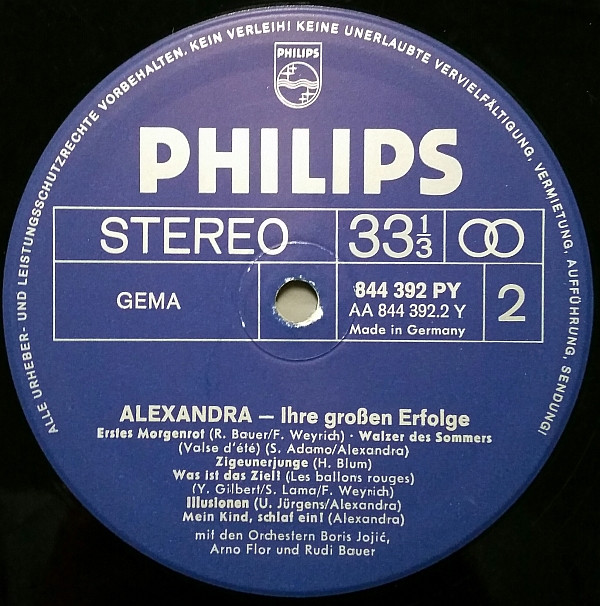 ALLE URHEBER- UND LEISTUNGSSCHUTZRECHTE VORBEHALTEN. KEIN VERLEIH! KEINE UNERLAUBTE VERVIELFÄLTIGUNG, VERMIETUNG, AUFFÜHRUNG, SENDUNG!
PHILIPS
PHILIPS
STEREO 33⅓
GEMA
844 392 PY
AA 844 392.2 Y
Made in Germany
2
ALEXANDRA — Ihre großen Erfolge
Erstes Morgenrot (R. Bauer/F. Weyrich) · Walzer des Sommers
(Valse d'été) (S. Adamo/Alexandra)
Zigeunerjunge (H. Blum)
Was ist das Ziel? (Les ballons rouges)
(Y. Gilbert/S. Lama/F. Weyrich)
Illusionen (U. Jürgens/Alexandra)
Mein Kind, schlaf ein! (Alexandra)
mit den Orchestern Boris Jojić,
Arno Flor und Rudi Bauer